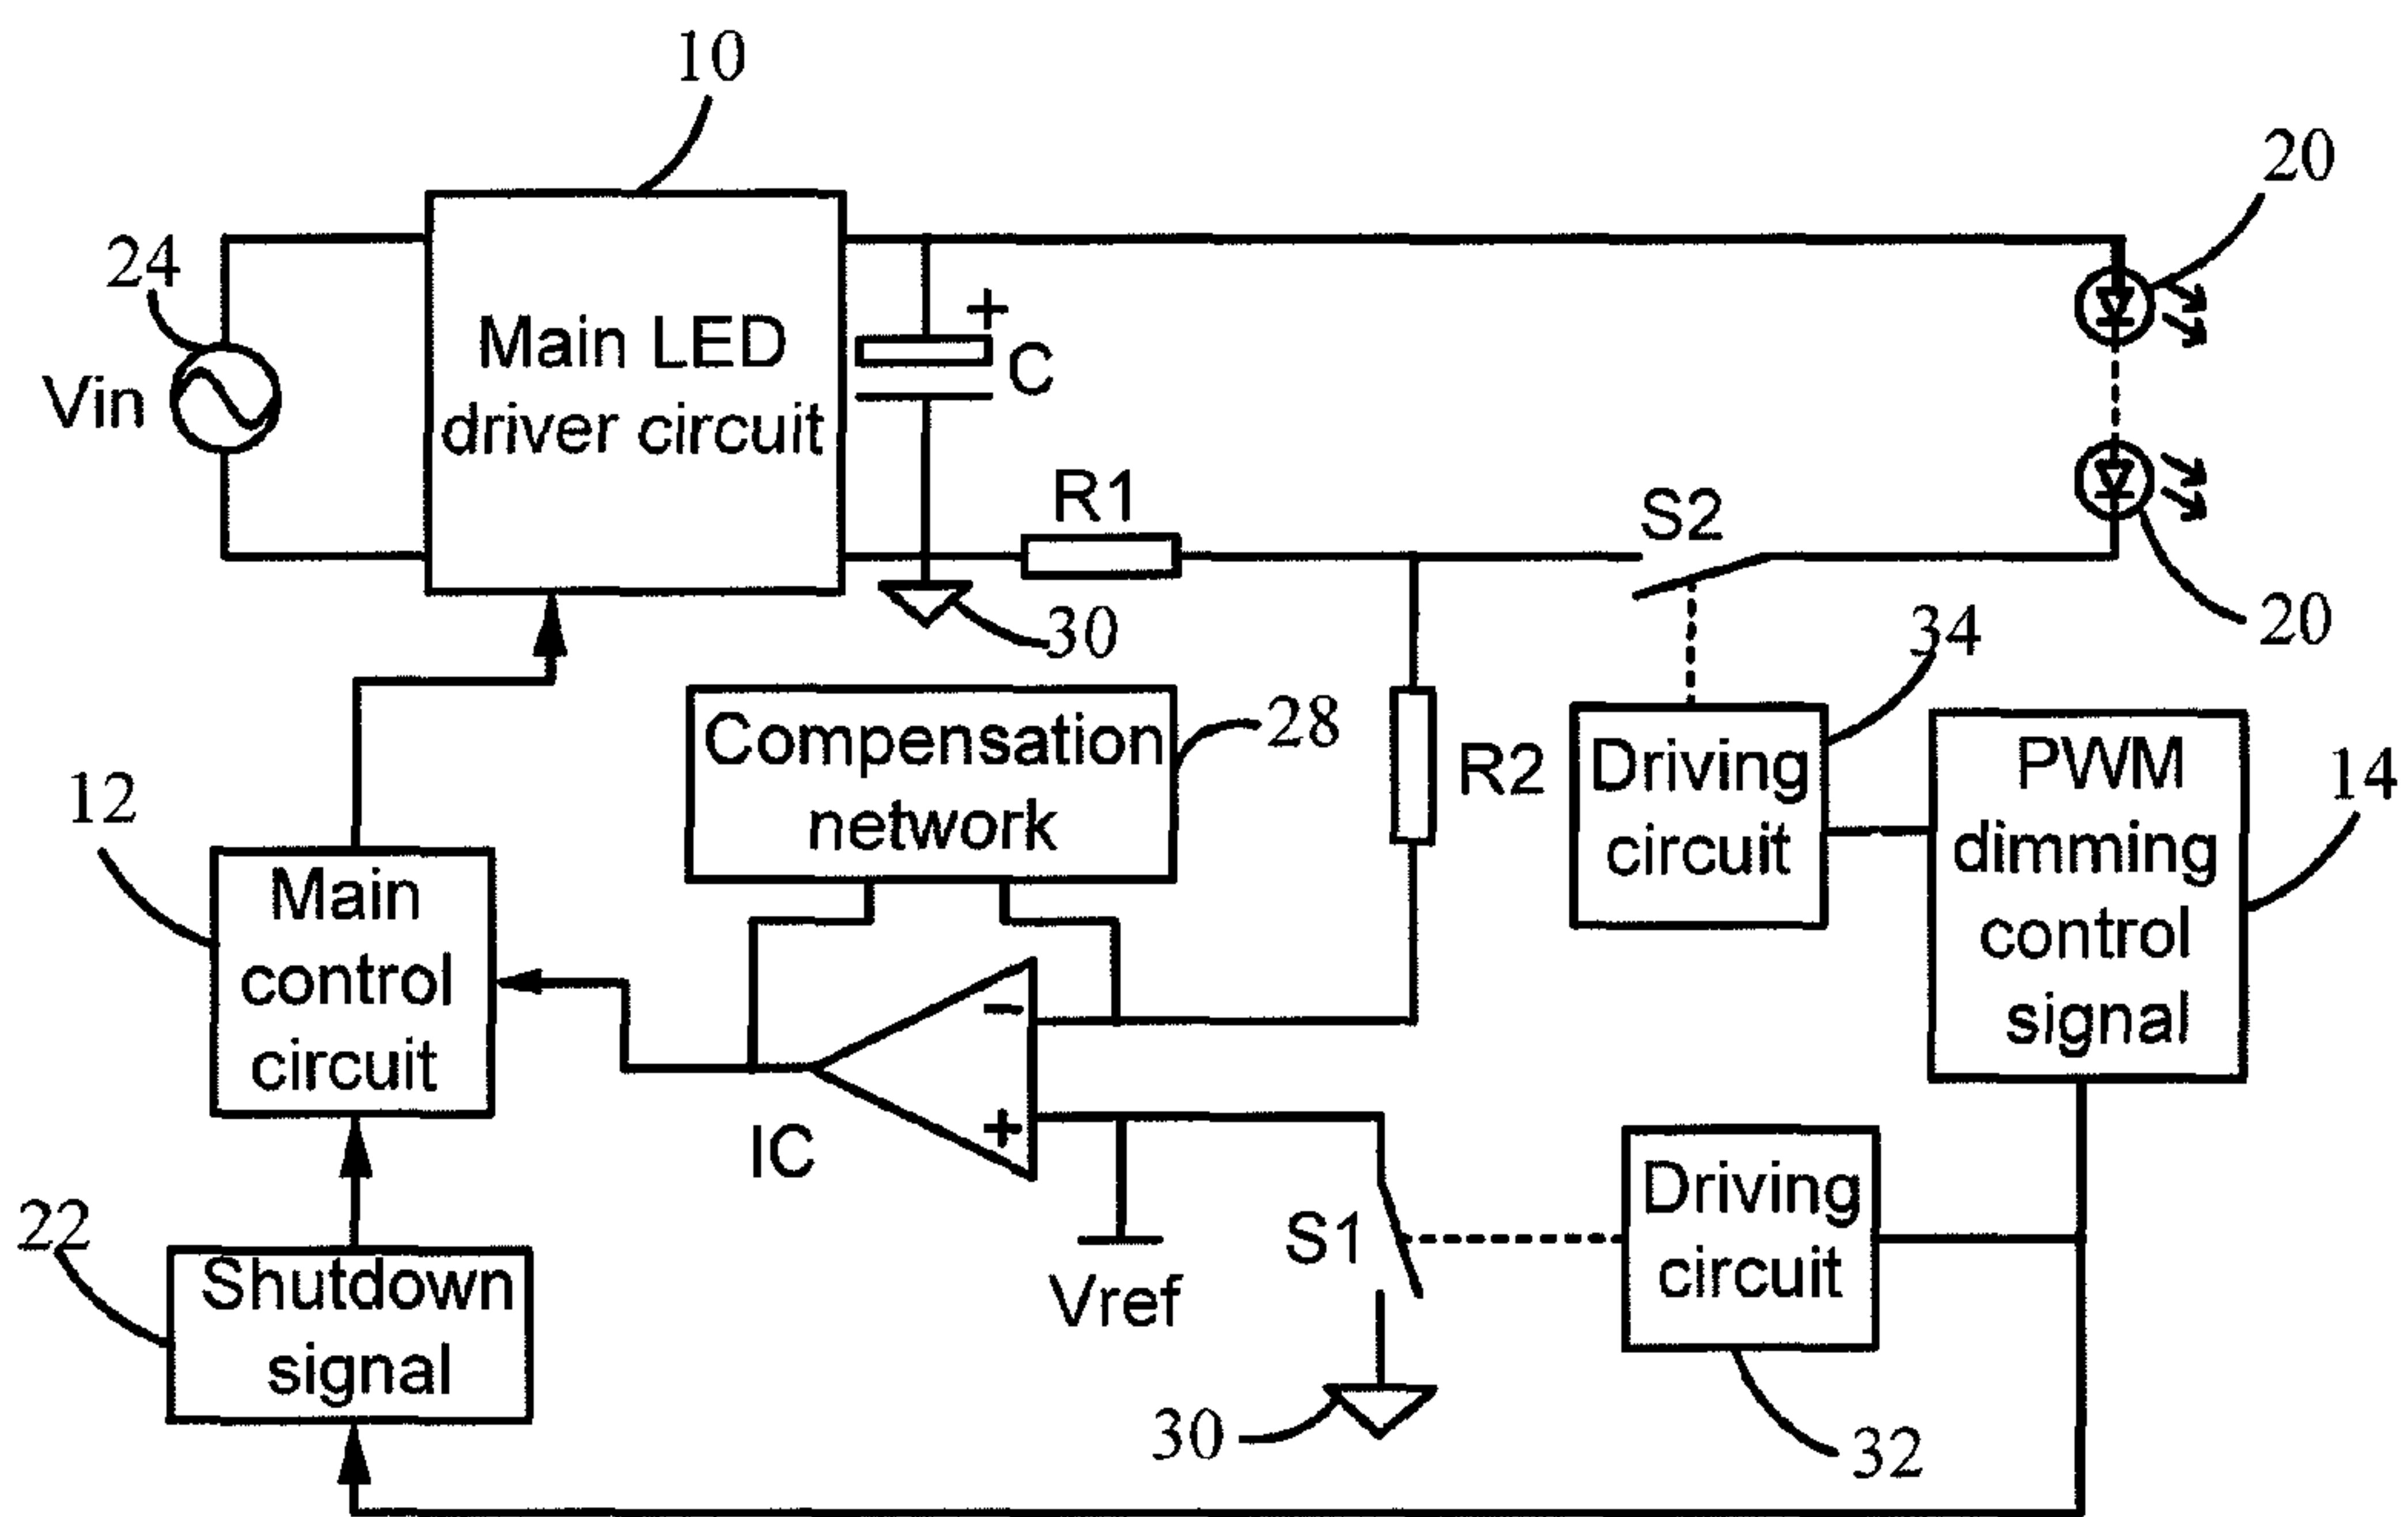 10
20
24
Main LED
driver circuit
+
C
Vin
R1
S2
20
30
34
Compensation
network
28
R2
Driving
circuit
PWM
dimming
control
signal
14
12
Main
control
circuit
−
+
IC
Driving
circuit
22
S1
Shutdown
signal
Vref
30
32